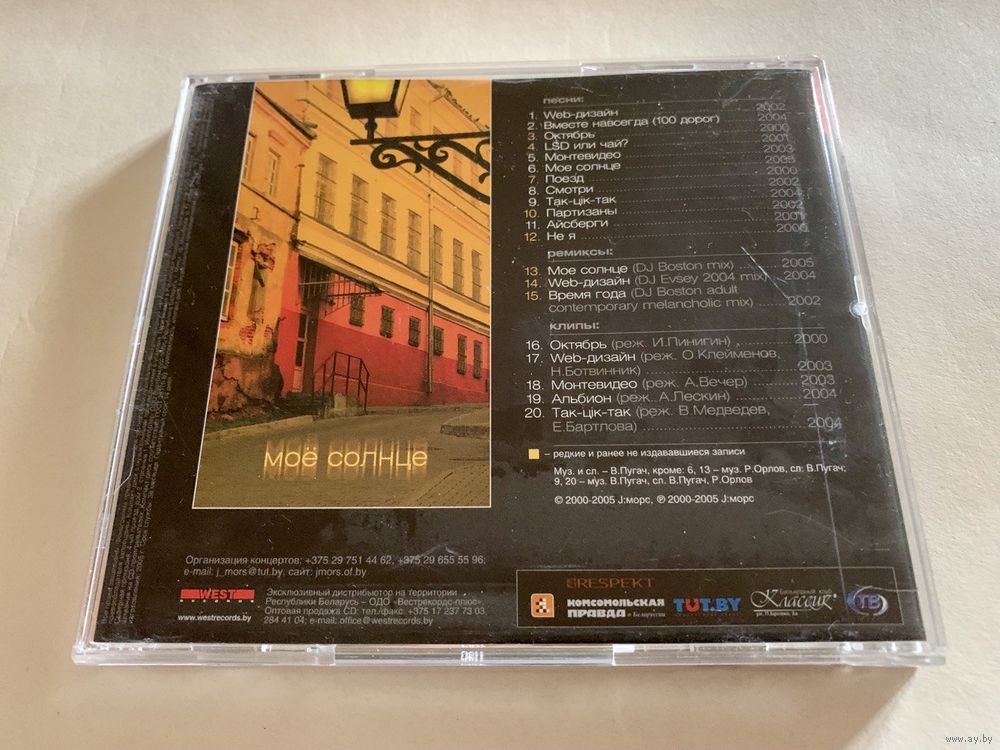 песни:
1. Web-дизайн 2002
2. Вместе навсегда (100 дорог) 2004
3. Октябрь 2000
4. LSD или чай? 2001
5. Монтевидео 2003
6. Мое солнце 2005
7. Поезд 2000
8. Смотри 2002
9. Так-цiк-так 2004
10. Партизаны 2002
11. Айсберги 2001
12. Не я 2000
ремиксы:
13. Мое солнце (DJ Boston mix) 2005
14. Web-дизайн (DJ Evsey 2004 mix) 2004
15. Время года (DJ Boston adult
contemporary melancholic mix) 2002
клипы:
16. Октябрь (реж. И.Пинигин) 2000
17. Web-дизайн (реж. О.Клейменов,
Н.Ботвинник) 2003
18. Монтевидео (реж. А.Вечер) 2003
19. Альбион (реж. А.Лескин) 2004
20. Так-цiк-так (реж. В.Медведев,
Е.Бартлова) 2004
– редкие и ранее не издававшиеся записи
Муз. и сл. – В.Пугач, кроме: 6, 13 – муз. Р.Орлов, сл. В.Пугач;
9, 20 – муз. В.Пугач, сл. В.Пугач, Р.Орлов
© 2000-2005 J:морс, ℗ 2000-2005 J:морс
моё солнце
Организация концертов: +375 29 751 44 62, +375 29 655 55 96;
e-mail: j_mors@tut.by, сайт: jmors.of.by
WEST
RECORDS
www.westrecords.by
Эксклюзивный дистрибьютор на территории
Республики Беларусь – ОДО «Вестрекордс-плюс»
Оптовая продажа CD: тел./факс: +375 17 237 73 03,
284 41 04; e-mail: office@westrecords.by
RESPEKT
КОМСОМОЛЬСКАЯ
ПРАВДА в Белоруссии
TUT.BY
Бильярдный клуб
Классик
ТВ
www.ay.by